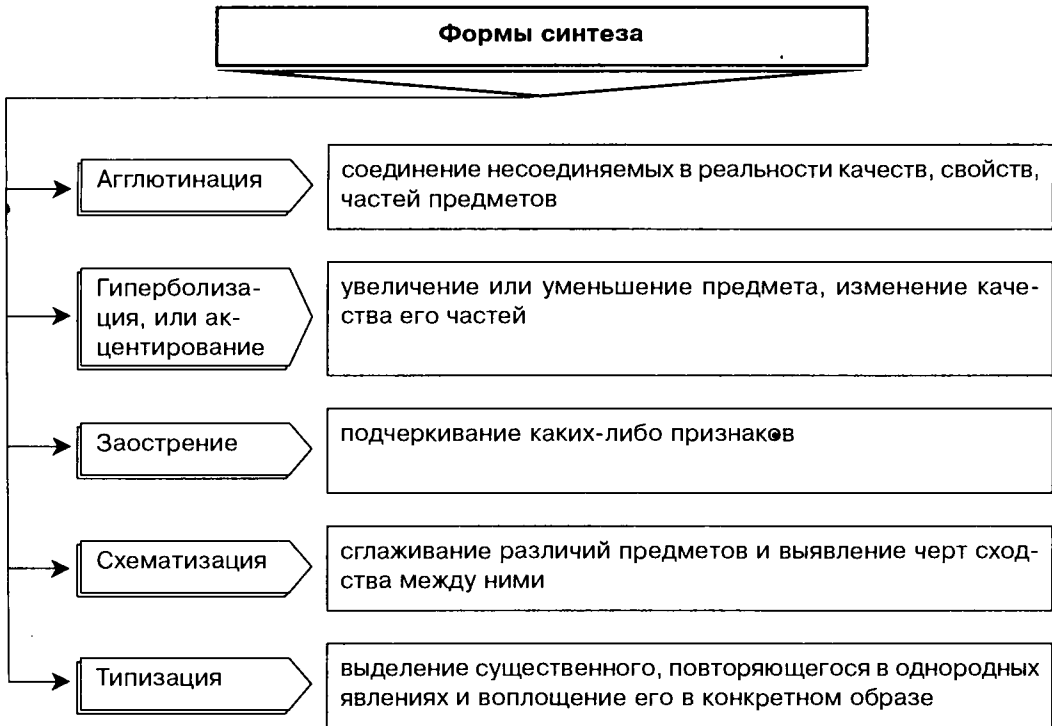 Формы синтеза
Агглютинация
соединение несоединяемых в реальности качеств, свойств,
частей предметов
Гиперболиза-
ция, или ак-
центирование
увеличение или уменьшение предмета, изменение каче-
ства его частей
Заострение
подчеркивание каких-либо признаков
Схематизация
сглаживание различий предметов и выявление черт сход-
ства между ними
Типизация
выделение существенного, повторяющегося в однородных
явлениях и воплощение его в конкретном образе